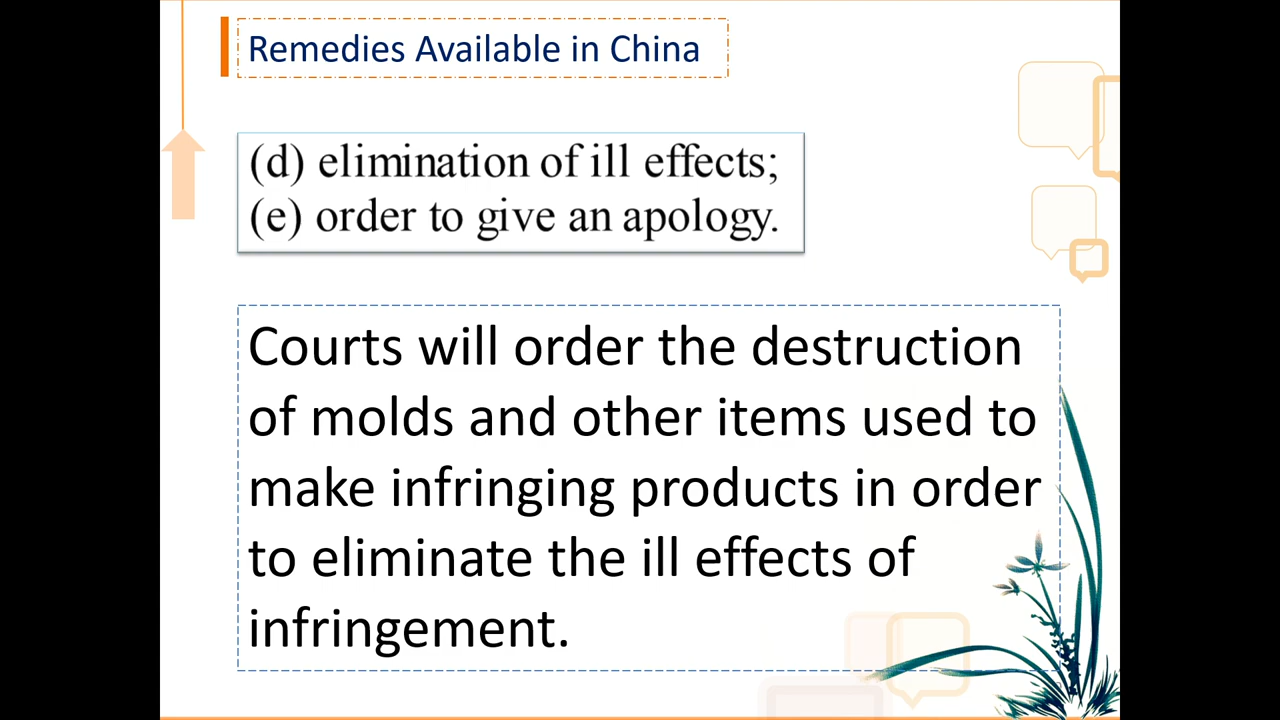 Remedies Available in China
(d) elimination of ill effects;
(e) order to give an apology.
Courts will order the destruction
of molds and other items used to
make infringing products in order
to eliminate the ill effects of
infringement.